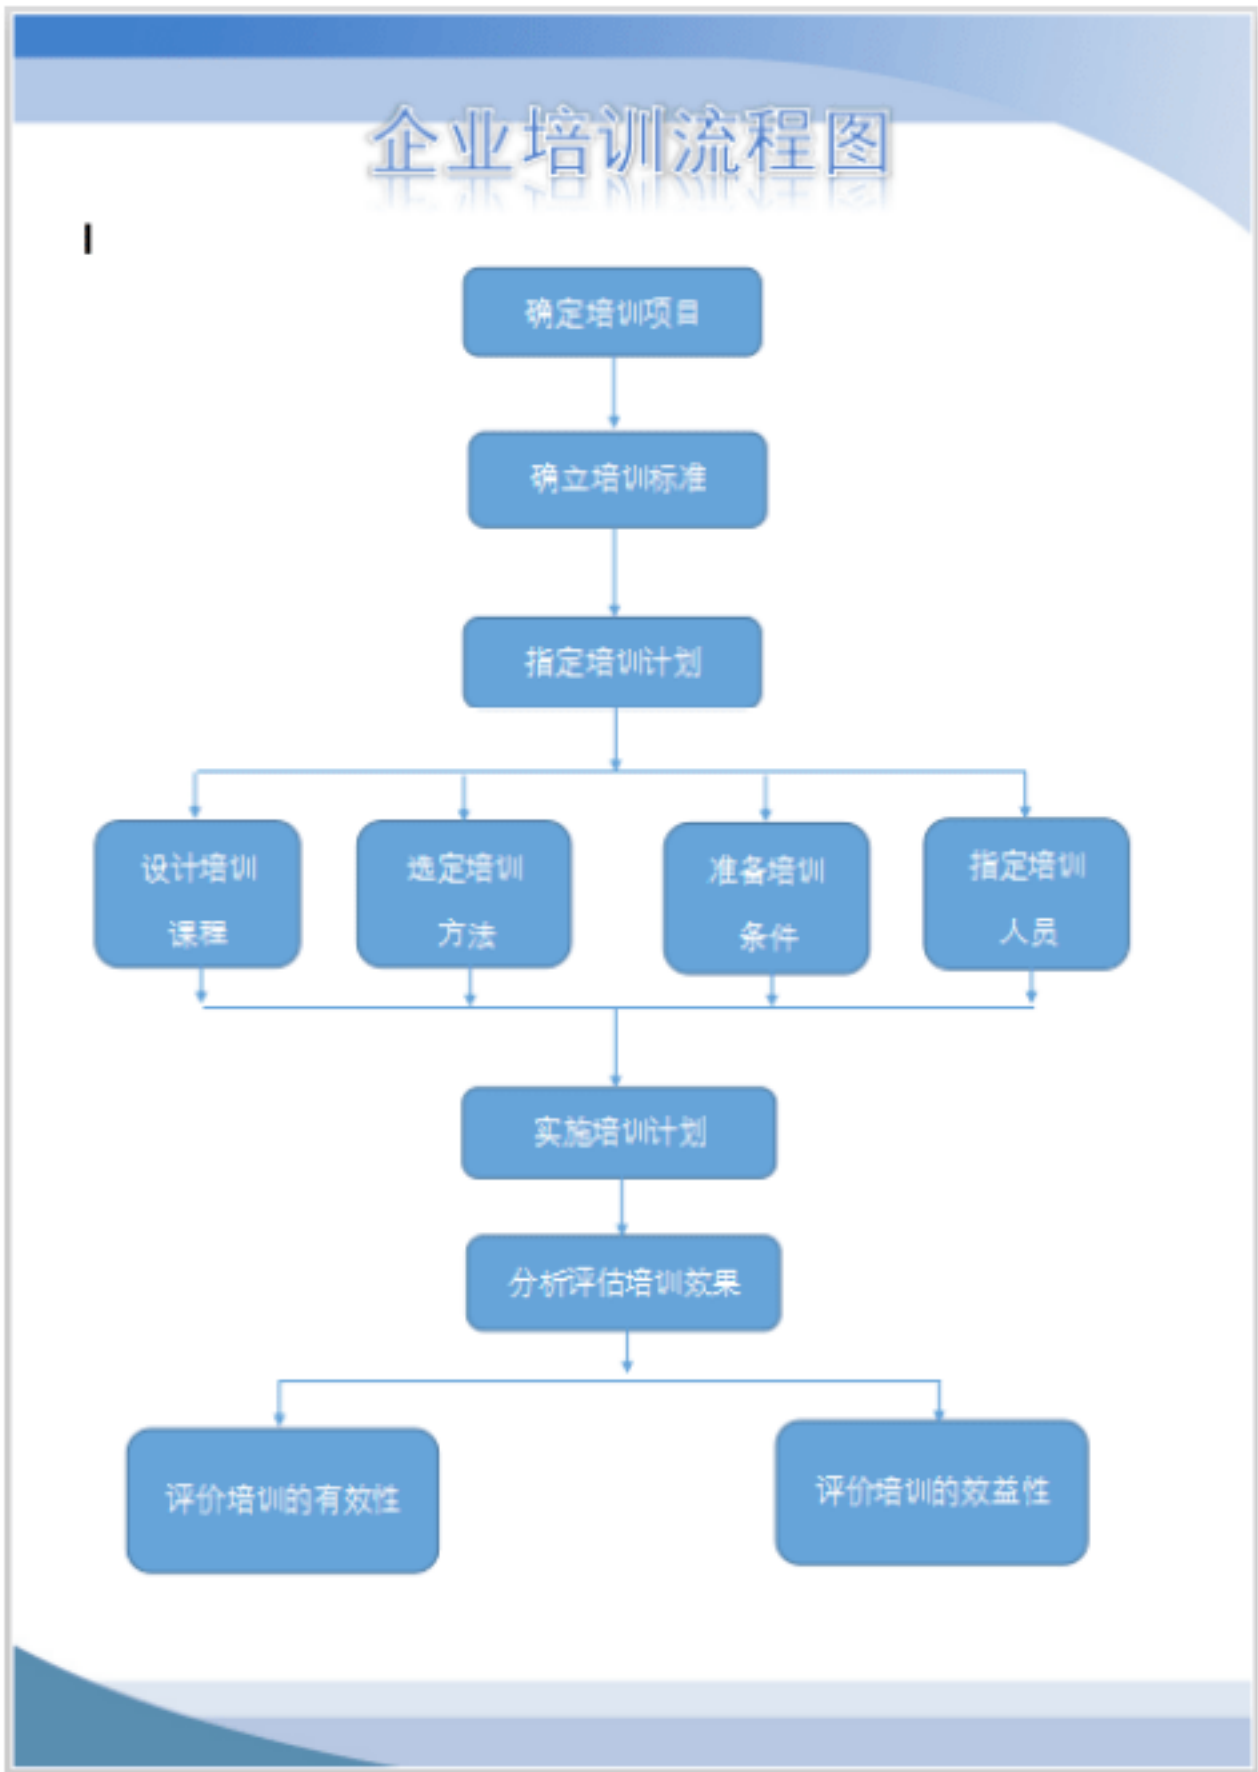 企业培训流程图
确定培训项目
确立培训标准
指定培训计划
设计培训
课程
选定培训
方法
准备培训
条件
指定培训
人员
实施培训计划
分析评估培训效果
评价培训的有效性
评价培训的效益性